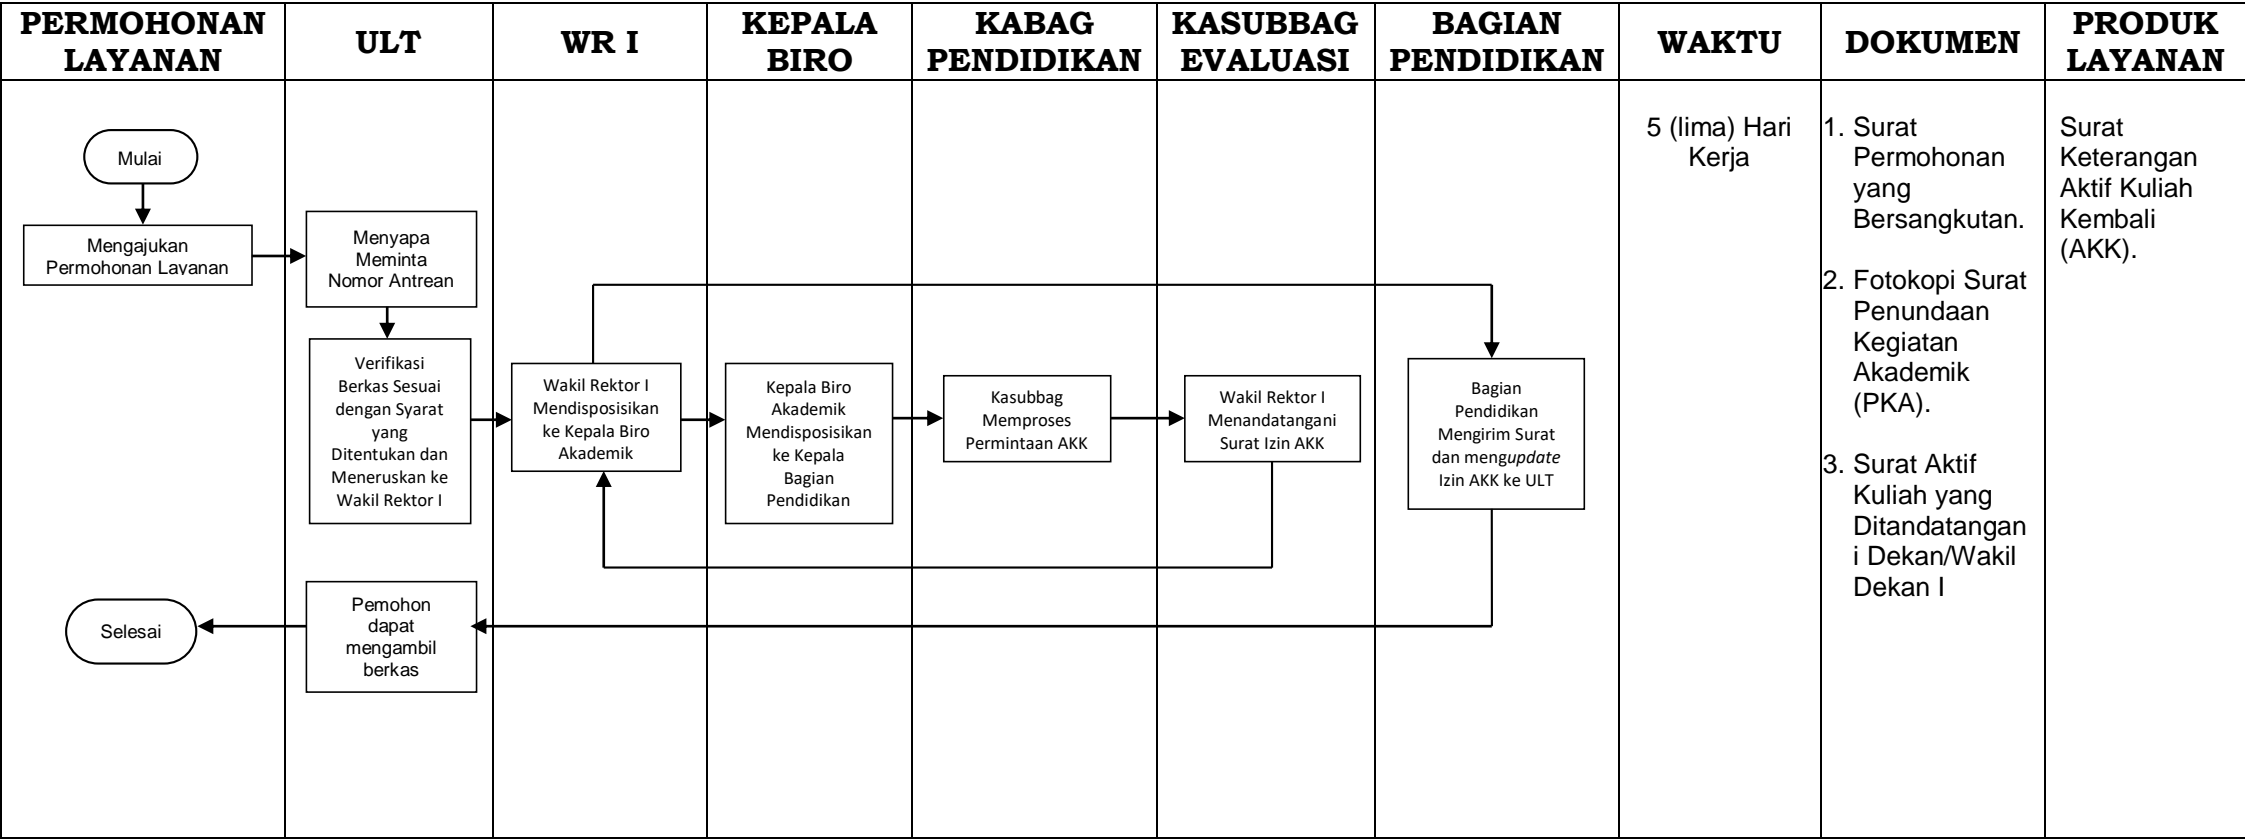 PERMOHONAN
LAYANAN
ULT
WR I
KEPALA
BIRO
KABAG
PENDIDIKAN
KASUBBAG
EVALUASI
BAGIAN
PENDIDIKAN
WAKTU
DOKUMEN
PRODUK
LAYANAN
Mulai
Mengajukan
Permohonan Layanan
Menyapa
Meminta
Nomor Antrean
Verifikasi
Berkas Sesuai
dengan Syarat
yang
Ditentukan dan
Meneruskan ke
Wakil Rektor I
Wakil Rektor I
Mendisposisikan
ke Kepala Biro
Akademik
Kepala Biro
Akademik
Mendisposisikan
ke Kepala
Bagian
Pendidikan
Kasubbag
Memproses
Permintaan AKK
Wakil Rektor I
Menandatangani
Surat Izin AKK
Bagian
Pendidikan
Mengirim Surat
dan mengupdate
Izin AKK ke ULT
Pemohon
dapat
mengambil
berkas
Selesai
5 (lima) Hari
Kerja
1. Surat
Permohonan
yang
Bersangkutan.
2. Fotokopi Surat
Penundaan
Kegiatan
Akademik
(PKA).
3. Surat Aktif
Kuliah yang
Ditandatangan
i Dekan/Wakil
Dekan I
Surat
Keterangan
Aktif Kuliah
Kembali
(AKK).